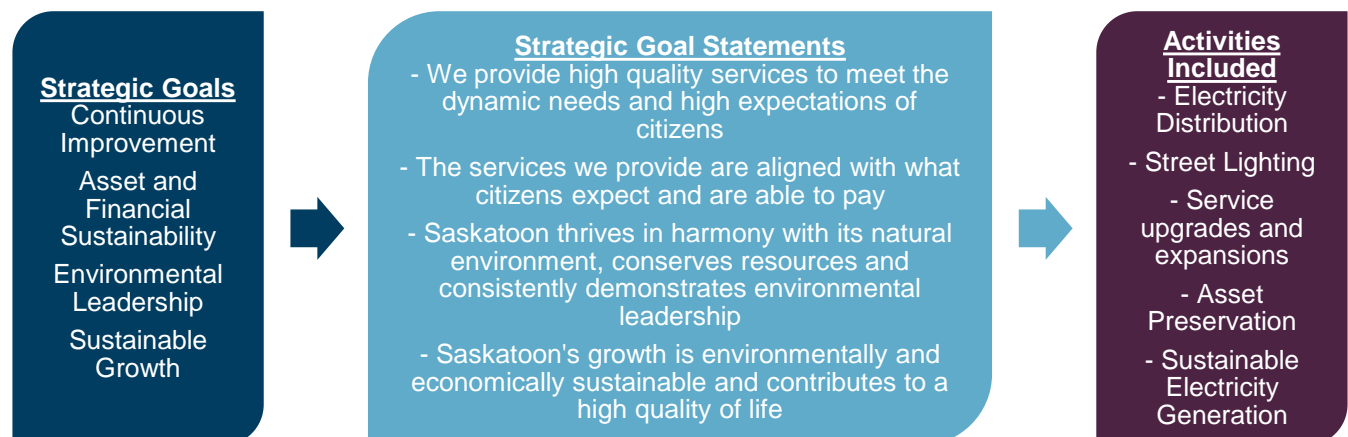 Strategic Goals
Continuous
Improvement
Asset and
Financial
Sustainability
Environmental
Leadership
Sustainable
Growth
Strategic Goal Statements
- We provide high quality services to meet the
dynamic needs and high expectations of
citizens
- The services we provide are aligned with what
citizens expect and are able to pay
- Saskatoon thrives in harmony with its natural
environment, conserves resources and
consistently demonstrates environmental
leadership
- Saskatoon's growth is environmentally and
economically sustainable and contributes to a
high quality of life
Activities
Included
- Electricity
Distribution
- Street Lighting
- Service
upgrades and
expansions
- Asset
Preservation
- Sustainable
Electricity
Generation